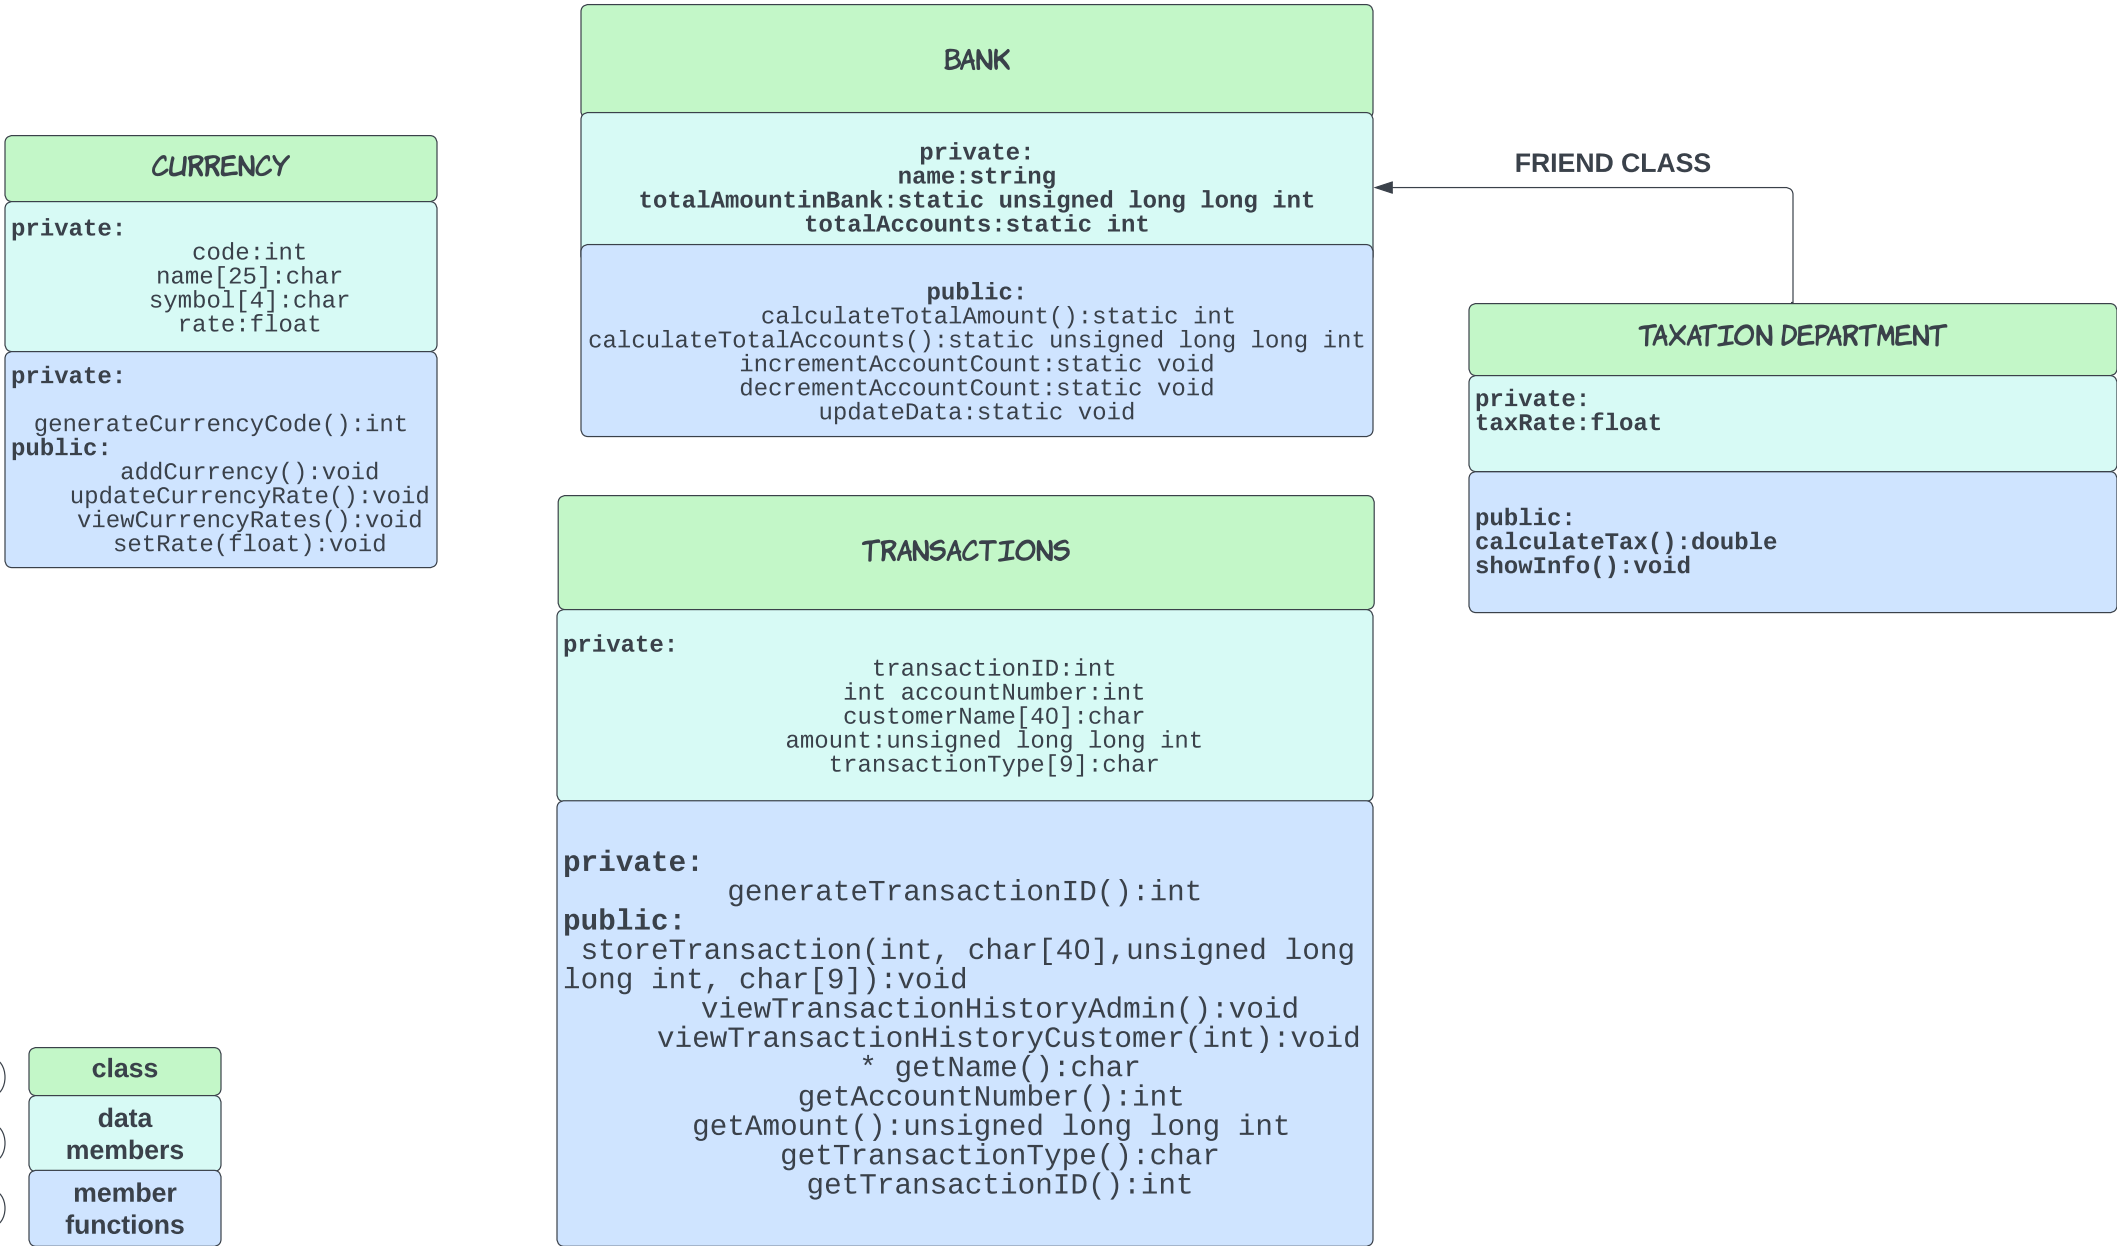 BANK
private:
name:string
totalAmountinBank:static unsigned long long int
totalAccounts:static int
public:
calculateTotalAmount():static int
calculateTotalAccounts():static unsigned long long int
incrementAccountCount:static void
decrementAccountCount:static void
updateData:static void
CURRENCY
private:
code:int
name[25]:char
symbol[4]:char
rate:float
private:
generateCurrencyCode():int
public:
addCurrency():void
updateCurrencyRate():void
viewCurrencyRates():void
setRate(float):void
FRIEND CLASS
TAXATION DEPARTMENT
private:
taxRate:float
public:
calculateTax():double
showInfo():void
TRANSACTIONS
private:
transactionID:int
int accountNumber:int
customerName[40]:char
amount:unsigned long long int
transactionType[9]:char
private:
generateTransactionID():int
public:
storeTransaction(int, char[40],unsigned long
long int, char[9]):void
viewTransactionHistoryAdmin():void
viewTransactionHistoryCustomer(int):void
* getName():char
getAccountNumber():int
getAmount():unsigned long long int
getTransactionType():char
getTransactionID():int
class
data
members
member
functions